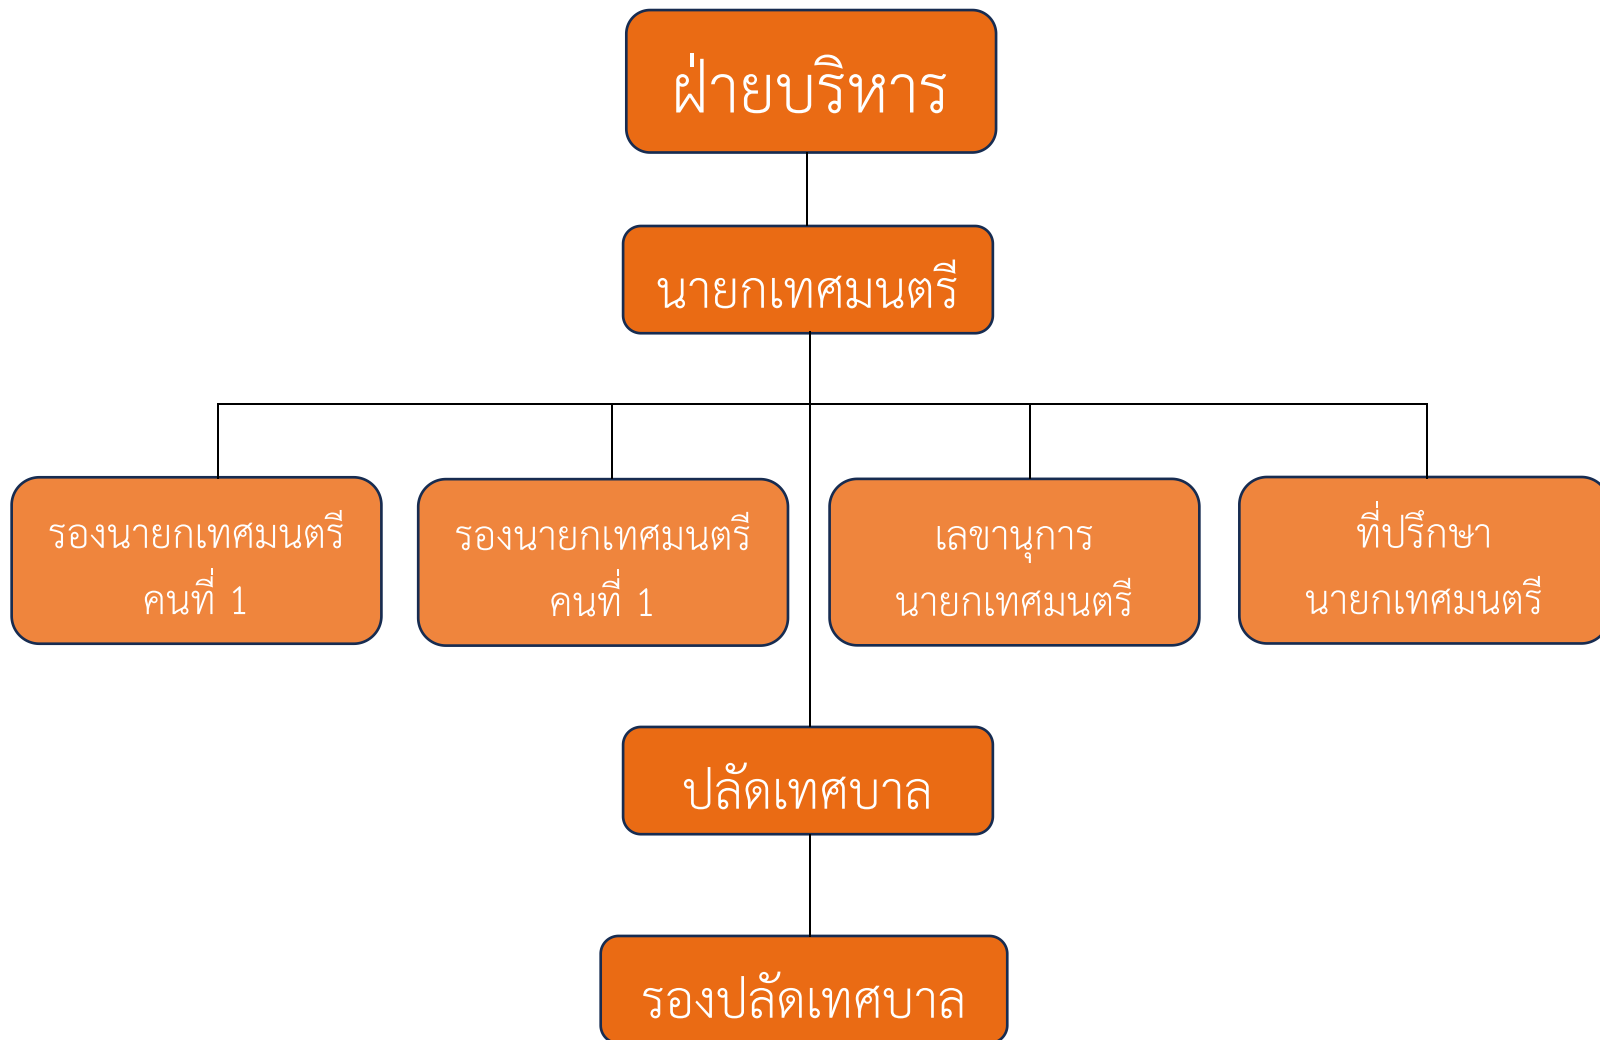 ฝ่ายบริหาร
นายกเทศมนตรี
รองนายกเทศมนตรี
คนที่ 1
รองนายกเทศมนตรี
คนที่ 1
เลขานุการ
นายกเทศมนตรี
ที่ปรึกษา
นายกเทศมนตรี
ปลัดเทศบาล
รองปลัดเทศบาล